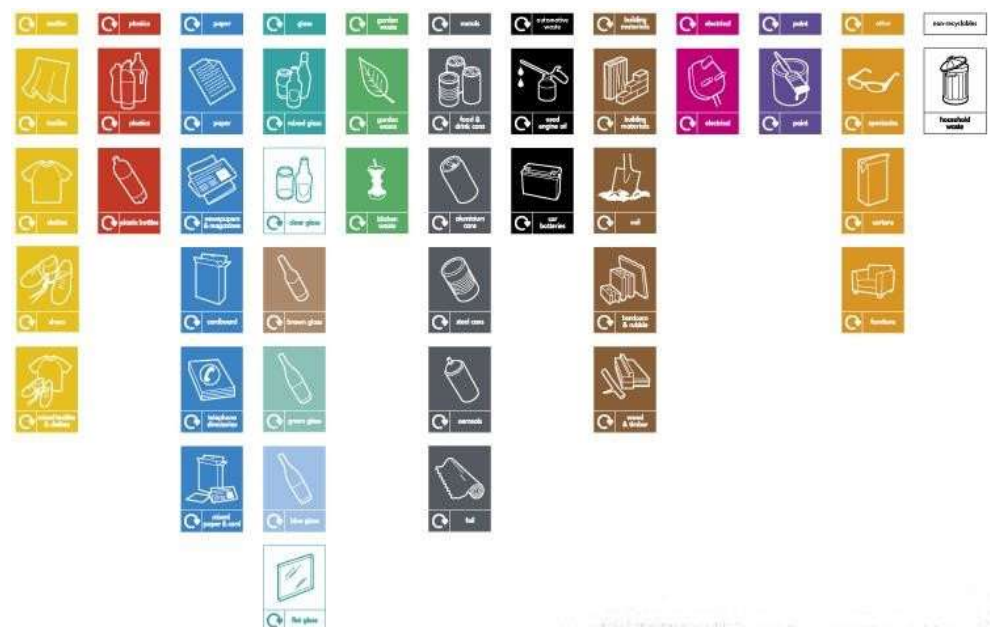 textiles
plastics
paper
glass
garden
waste
metals
automotive
waste
building
materials
electrical
paint
other
non-recyclables
textiles
plastics
paper
mixed glass
garden
waste
food &
drink cans
used
engine oil
building
materials
electrical
paint
spectacles
household
waste
clothes
plastic bottles
newspapers
& magazines
clear glass
kitchen
waste
aluminium
cans
car
batteries
soil
cartons
shoes
cardboard
brown glass
steel cans
hardcore
& rubble
furniture
mixed textiles
& clothes
telephone
directories
green glass
aerosols
wood
& timber
mixed
paper & card
blue glass
foil
flat glass